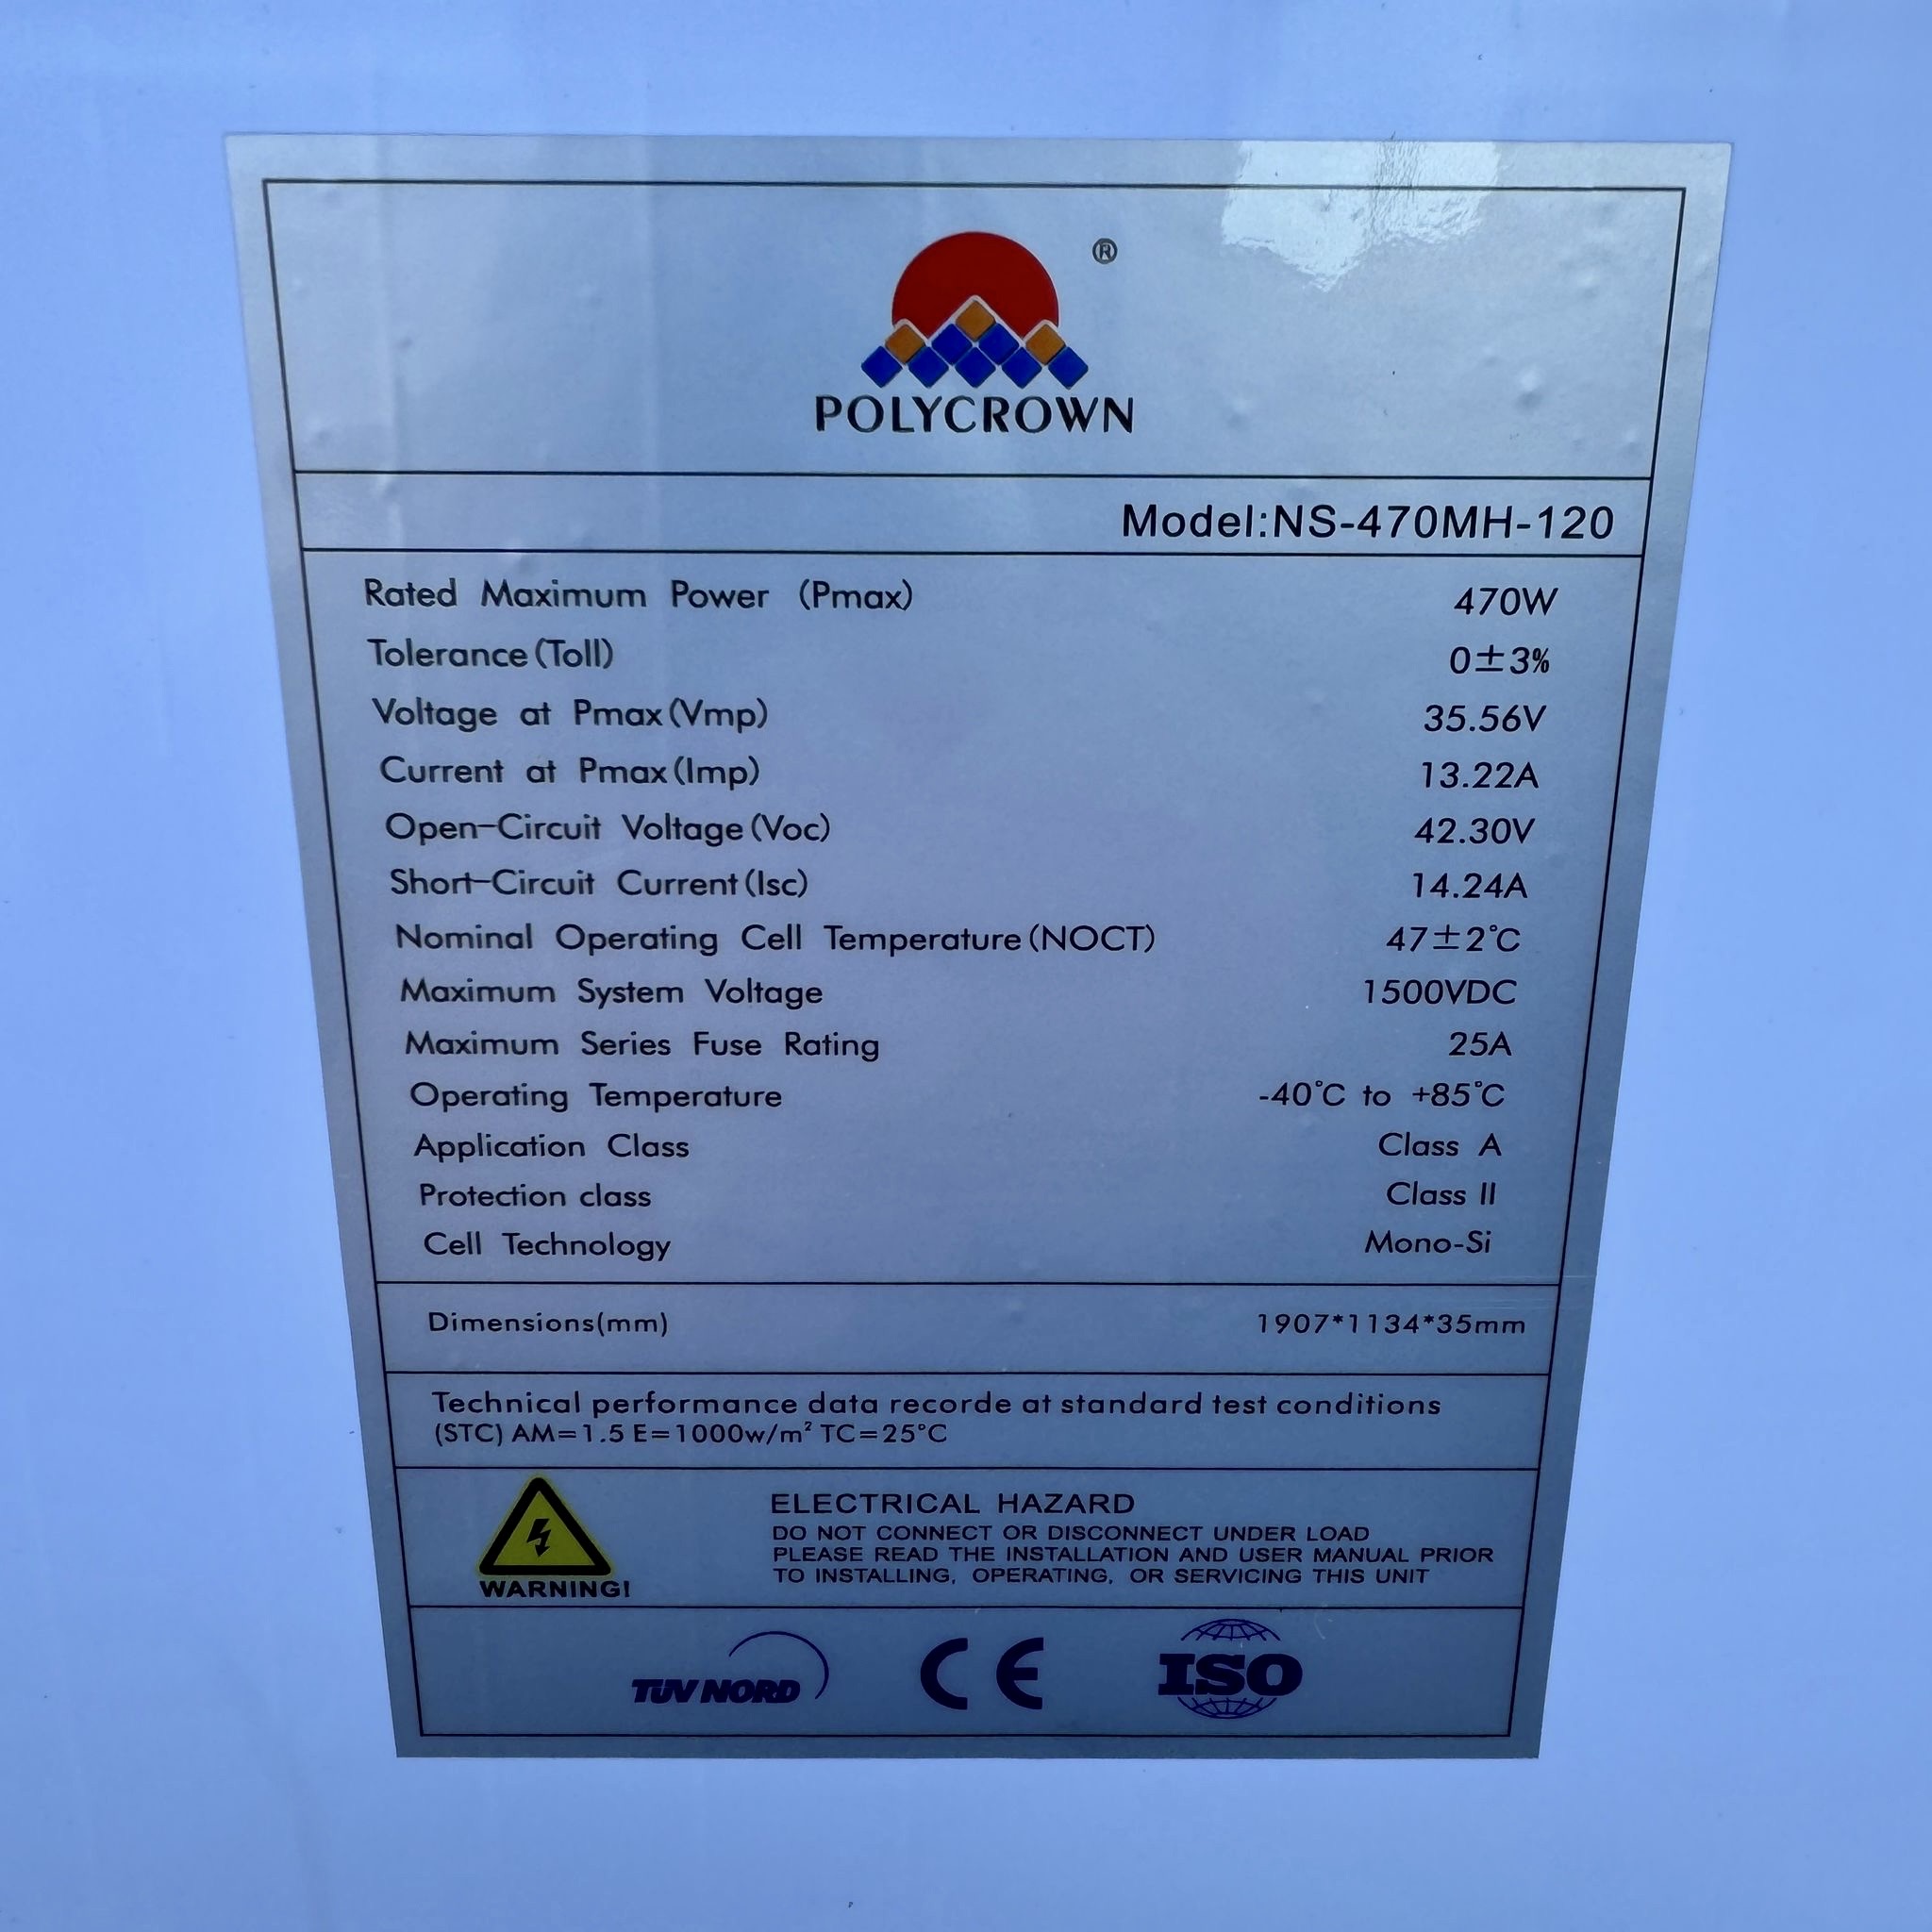 ®
POLYCROWN
Model:NS-470MH-120
Rated Maximum Power (Pmax) 470W
Tolerance(Toll) 0±3%
Voltage at Pmax(Vmp) 35.56V
Current at Pmax(Imp) 13.22A
Open-Circuit Voltage(Voc) 42.30V
Short-Circuit Current(Isc) 14.24A
Nominal Operating Cell Temperature(NOCT) 47±2°C
Maximum System Voltage 1500VDC
Maximum Series Fuse Rating 25A
Operating Temperature -40°C to +85°C
Application Class Class A
Protection class Class II
Cell Technology Mono-Si
Dimensions(mm) 1907*1134*35mm
Technical performance data recorde at standard test conditions
(STC) AM=1.5 E=1000w/m² TC=25°C
ELECTRICAL HAZARD
DO NOT CONNECT OR DISCONNECT UNDER LOAD
PLEASE READ THE INSTALLATION AND USER MANUAL PRIOR
TO INSTALLING, OPERATING, OR SERVICING THIS UNIT
WARNING!
TÜV NORD CE ISO